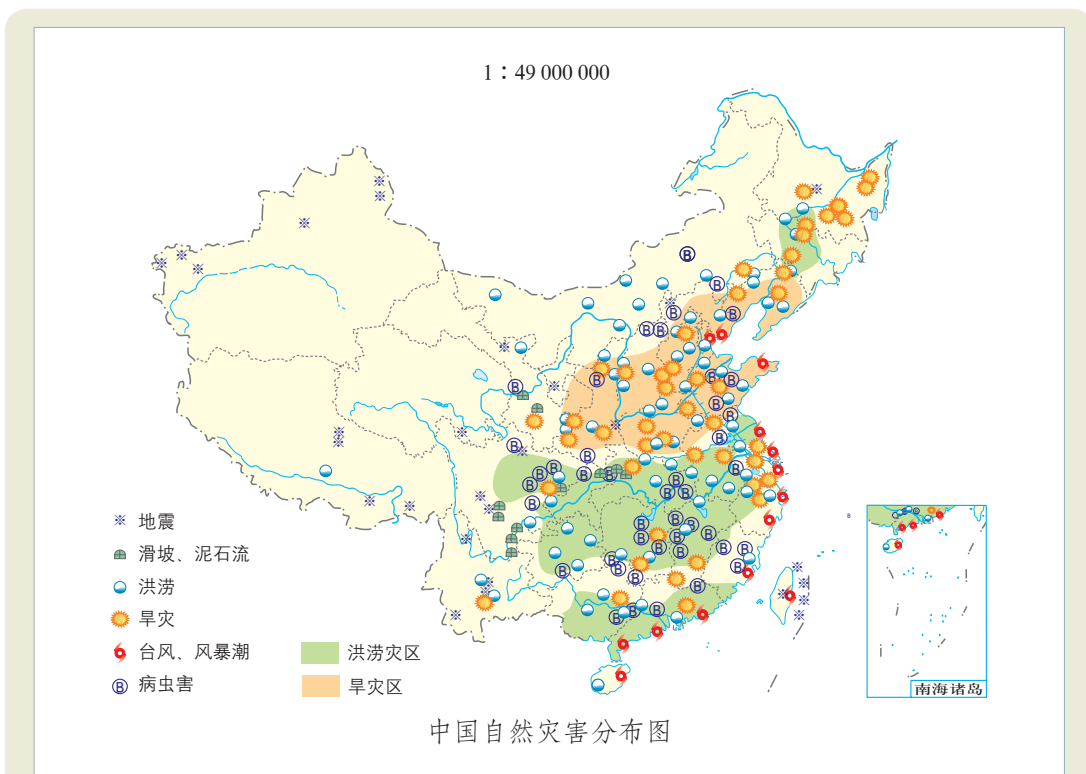 1∶49 000 000
地震
滑坡、泥石流
洪涝
旱灾
台风、风暴潮
病虫害
洪涝灾区
旱灾区
南海诸岛
中国自然灾害分布图